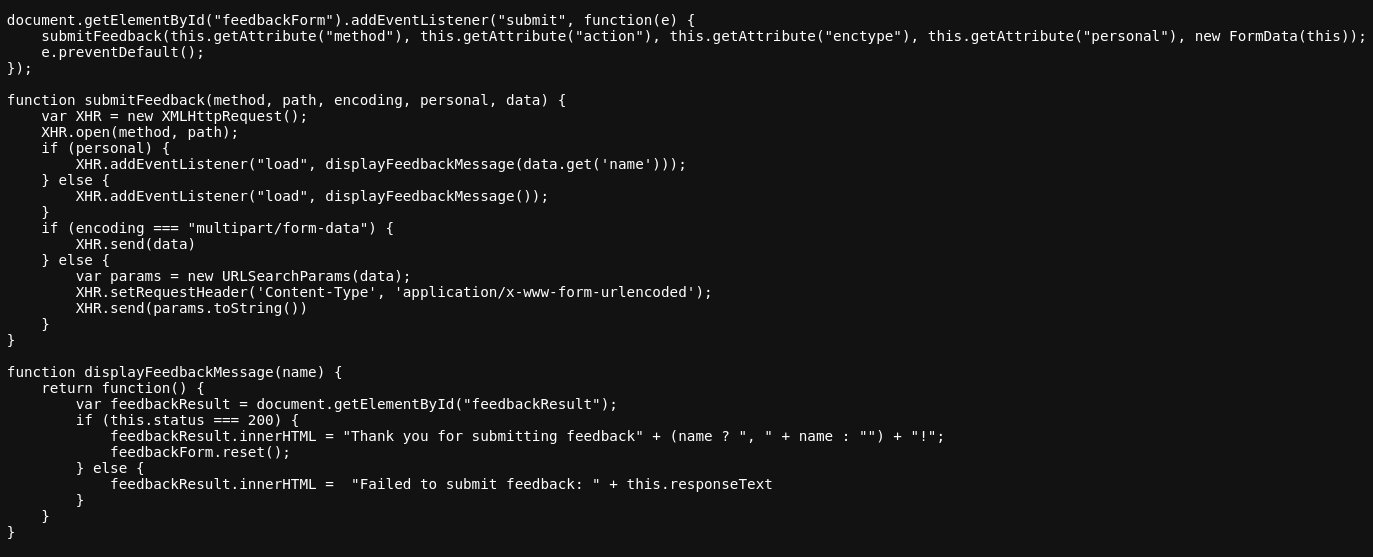 document.getElementById("feedbackForm").addEventListener("submit", function(e) {
    submitFeedback(this.getAttribute("method"), this.getAttribute("action"), this.getAttribute("enctype"), this.getAttribute("personal"), new FormData(this));
    e.preventDefault();
});

function submitFeedback(method, path, encoding, personal, data) {
    var XHR = new XMLHttpRequest();
    XHR.open(method, path);
    if (personal) {
        XHR.addEventListener("load", displayFeedbackMessage(data.get('name')));
    } else {
        XHR.addEventListener("load", displayFeedbackMessage());
    }
    if (encoding === "multipart/form-data") {
        XHR.send(data)
    } else {
        var params = new URLSearchParams(data);
        XHR.setRequestHeader('Content-Type', 'application/x-www-form-urlencoded');
        XHR.send(params.toString())
    }
}

function displayFeedbackMessage(name) {
    return function() {
        var feedbackResult = document.getElementById("feedbackResult");
        if (this.status === 200) {
            feedbackResult.innerHTML = "Thank you for submitting feedback" + (name ? ", " + name : "") + "!";
            feedbackForm.reset();
        } else {
            feedbackResult.innerHTML =  "Failed to submit feedback: " + this.responseText
        }
    }
}